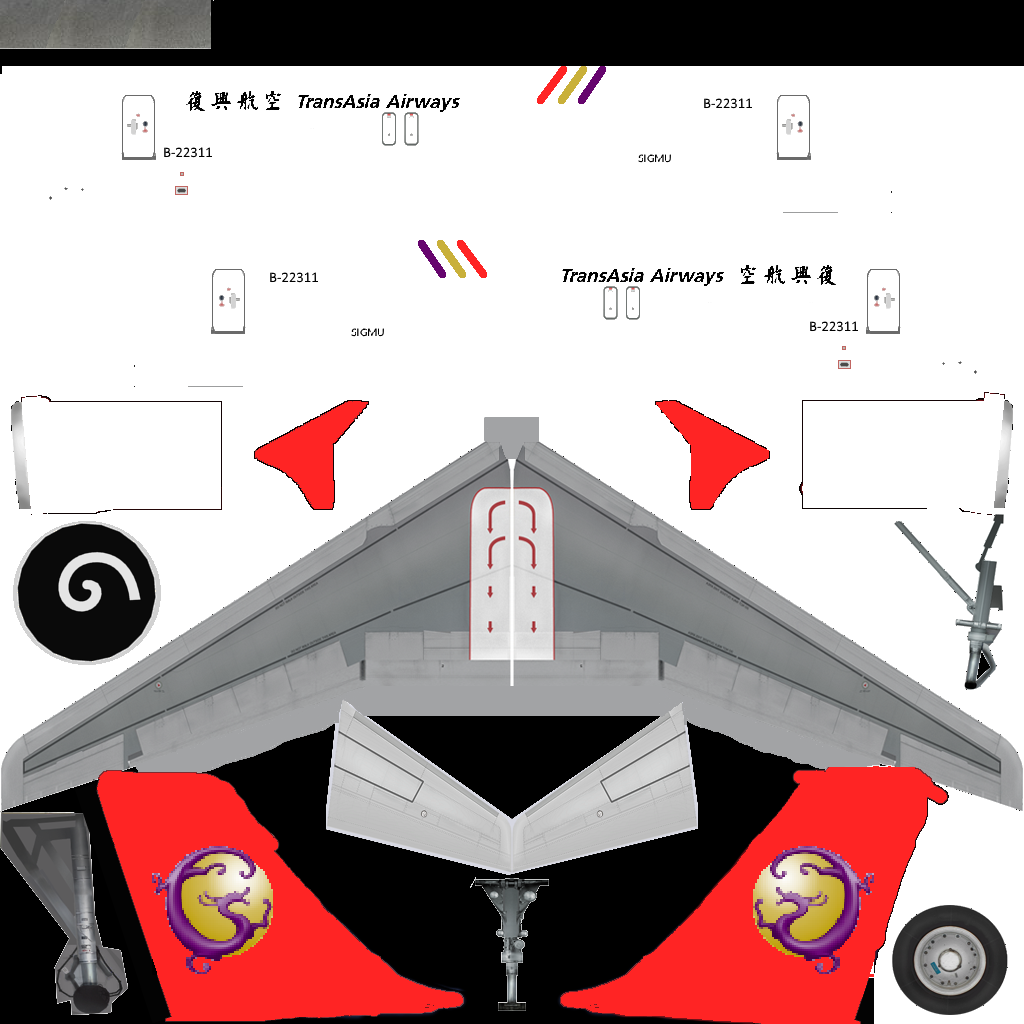 復興航空 TransAsia Airways
B-22311
B-22311
SIGMU
B-22311
TransAsia Airways 空航興復
SIGMU
B-22311